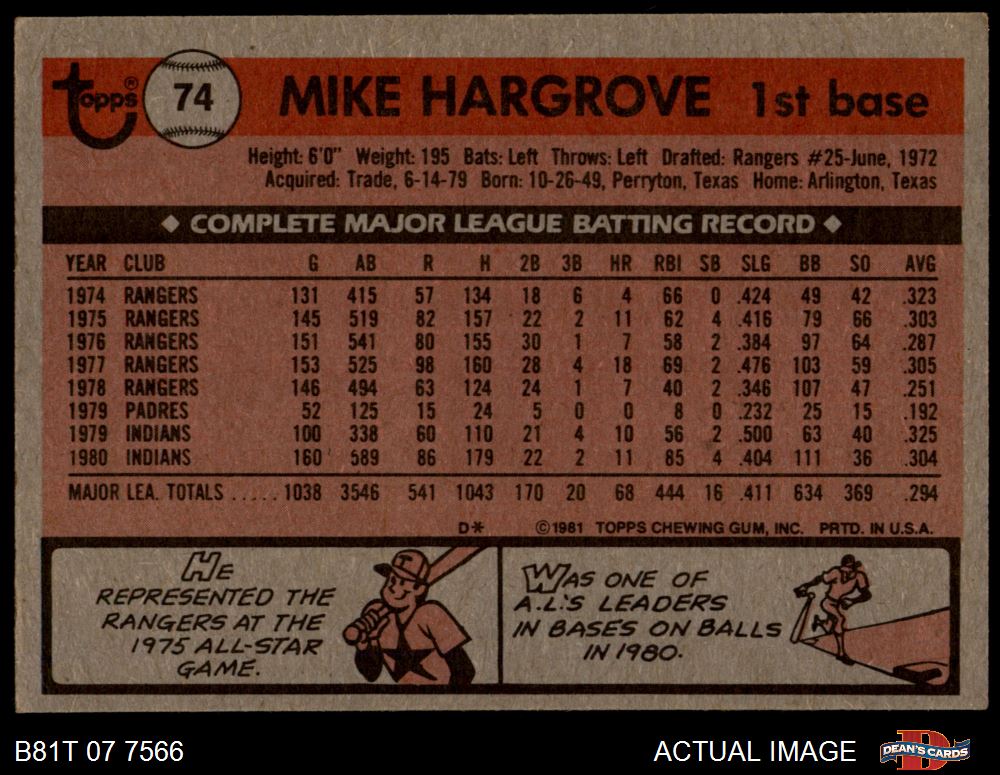 topps®
74
MIKE HARGROVE 1st base
Height: 6'0" Weight: 195 Bats: Left Throws: Left Drafted: Rangers #25-June, 1972
Acquired: Trade, 6-14-79 Born: 10-26-49, Perryton, Texas Home: Arlington, Texas
◆ COMPLETE MAJOR LEAGUE BATTING RECORD ◆
YEAR CLUB G AB R H 2B 3B HR RBI SB SLG BB SO AVG
1974 RANGERS 131 415 57 134 18 6 4 66 0 .424 49 42 .323
1975 RANGERS 145 519 82 157 22 2 11 62 4 .416 79 66 .303
1976 RANGERS 151 541 80 155 30 1 7 58 2 .384 97 64 .287
1977 RANGERS 153 525 98 160 28 4 18 69 2 .476 103 59 .305
1978 RANGERS 146 494 63 124 24 1 7 40 2 .346 107 47 .251
1979 PADRES 52 125 15 24 5 0 0 8 0 .232 25 15 .192
1979 INDIANS 100 338 60 110 21 4 10 56 2 .500 63 40 .325
1980 INDIANS 160 589 86 179 22 2 11 85 4 .404 111 36 .304
MAJOR LEA. TOTALS ..... 1038 3546 541 1043 170 20 68 444 16 .411 634 369 .294
D* ©1981 TOPPS CHEWING GUM, INC. PRTD. IN U.S.A.
HE
REPRESENTED THE
RANGERS AT THE
1975 ALL-STAR
GAME.
T
WAS ONE OF
A.L.'S LEADERS
IN BASES ON BALLS
IN 1980.
B81T 07 7566
ACTUAL IMAGE
D
DEAN'S CARDS